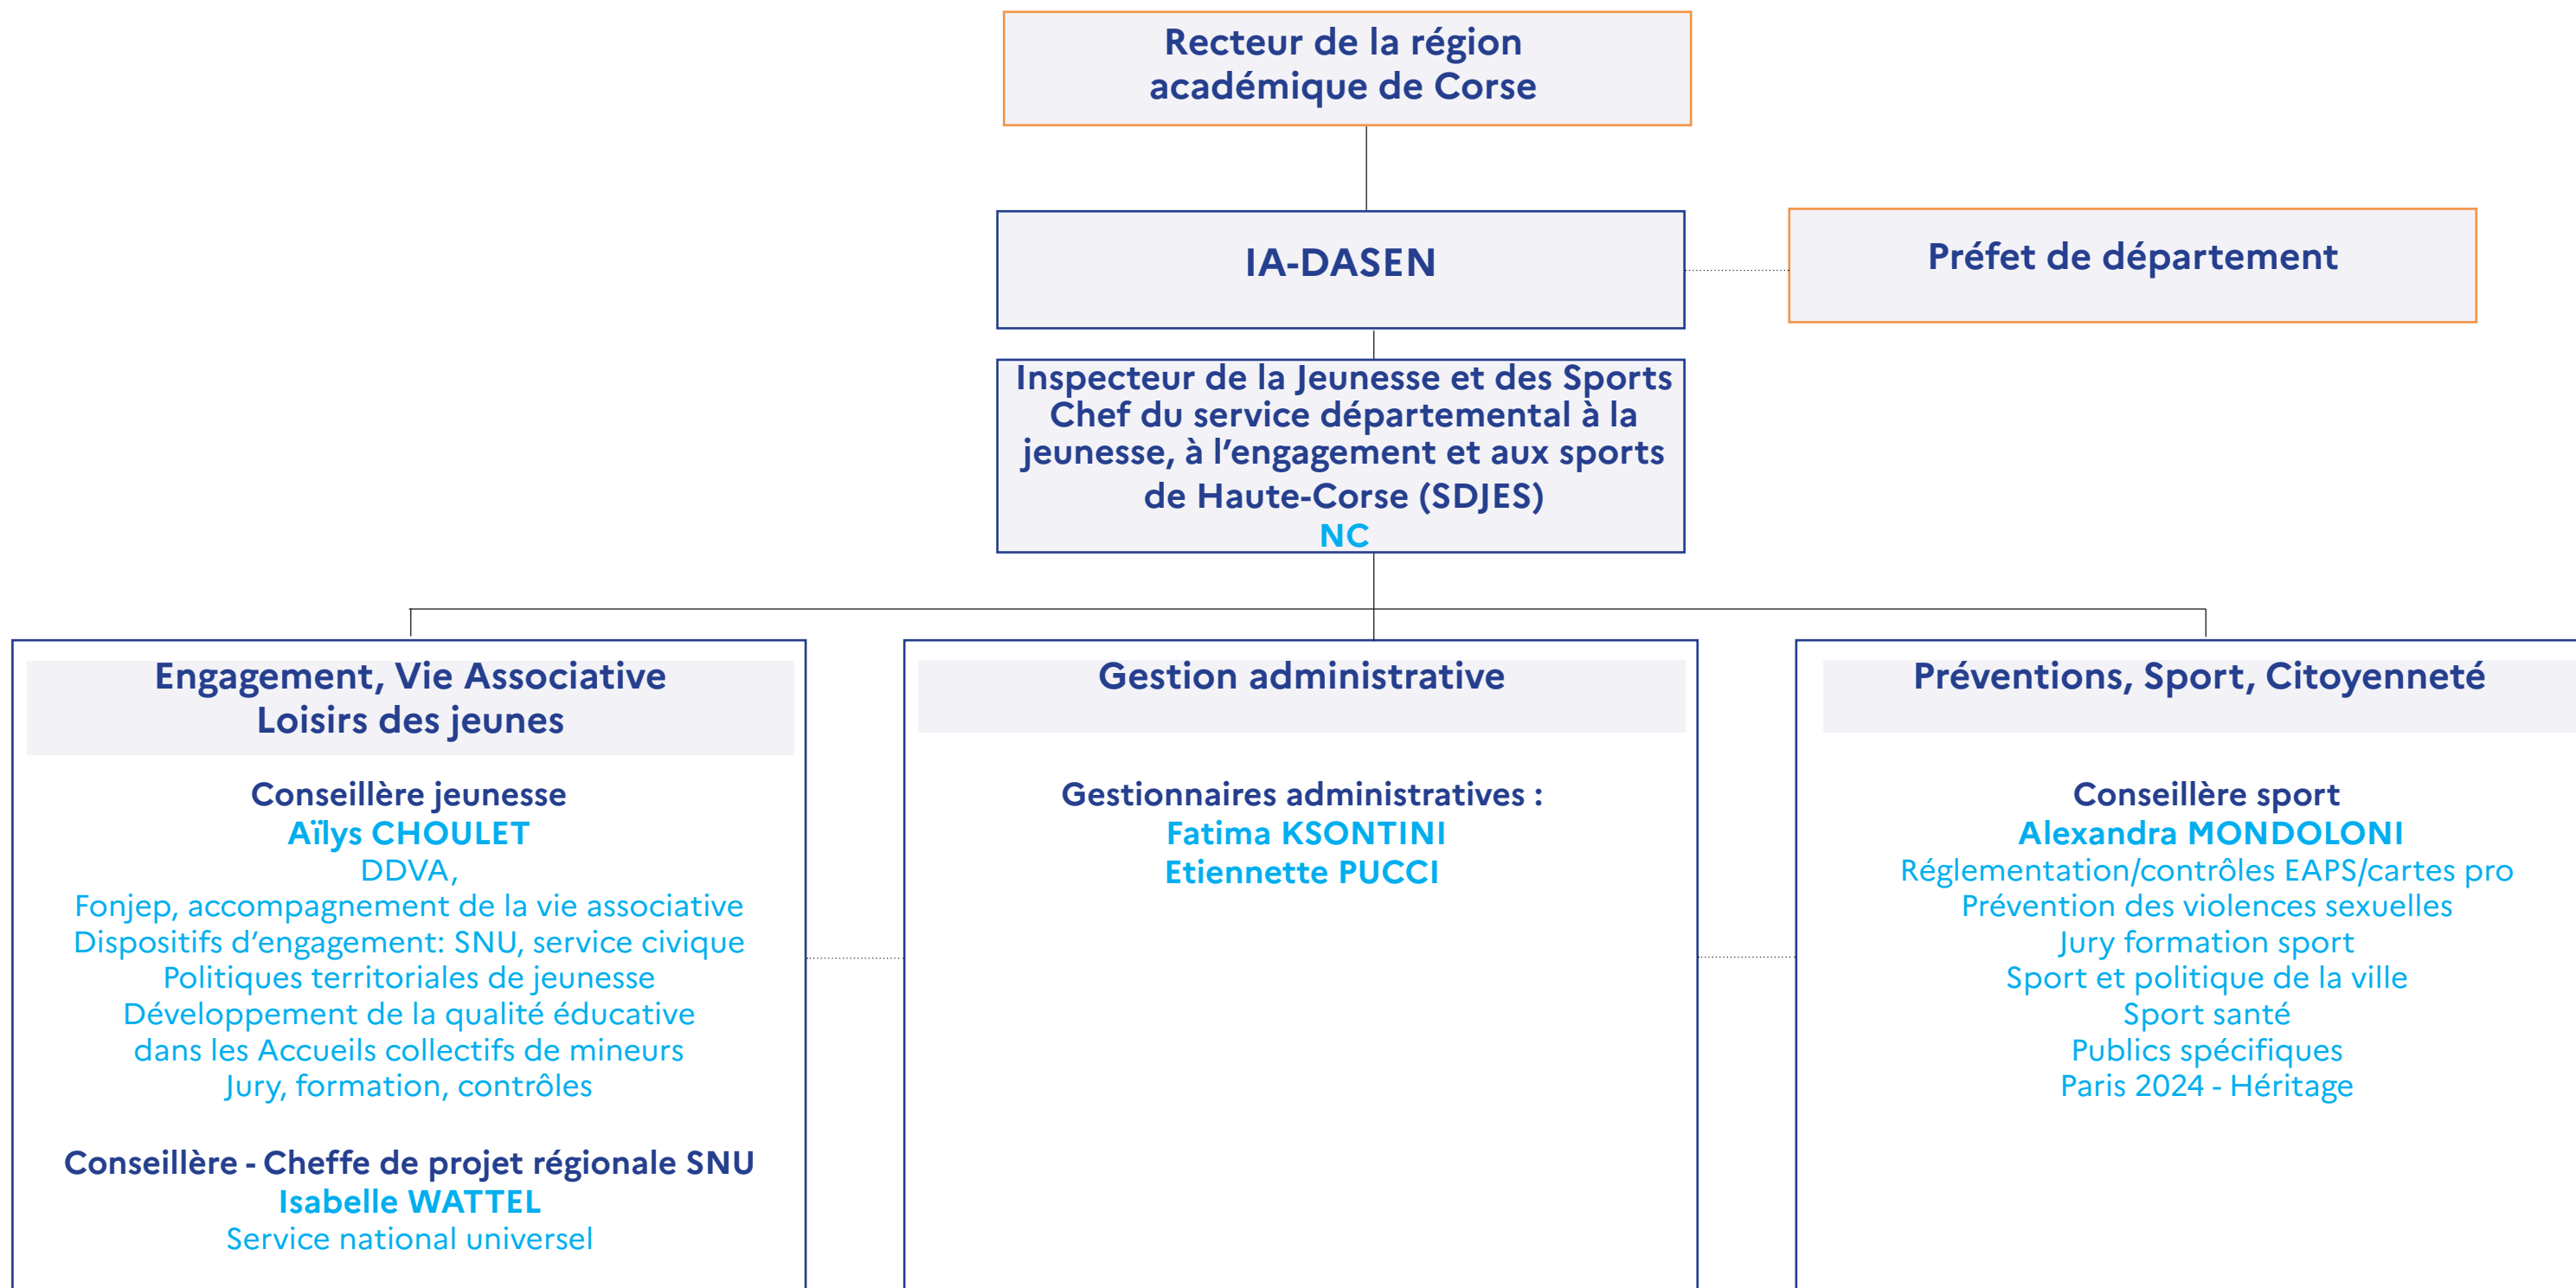 Recteur de la région
académique de Corse
IA-DASEN
Préfet de département
Inspecteur de la Jeunesse et des Sports
Chef du service départemental à la
jeunesse, à l’engagement et aux sports
de Haute-Corse (SDJES)
NC
Engagement, Vie Associative
Loisirs des jeunes
Conseillère jeunesse
Aïlys CHOULET
DDVA,
Fonjep, accompagnement de la vie associative
Dispositifs d’engagement: SNU, service civique
Politiques territoriales de jeunesse
Développement de la qualité éducative
dans les Accueils collectifs de mineurs
Jury, formation, contrôles
Conseillère - Cheffe de projet régionale SNU
Isabelle WATTEL
Service national universel
Gestion administrative
Gestionnaires administratives :
Fatima KSONTINI
Etiennette PUCCI
Préventions, Sport, Citoyenneté
Conseillère sport
Alexandra MONDOLONI
Réglementation/contrôles EAPS/cartes pro
Prévention des violences sexuelles
Jury formation sport
Sport et politique de la ville
Sport santé
Publics spécifiques
Paris 2024 - Héritage